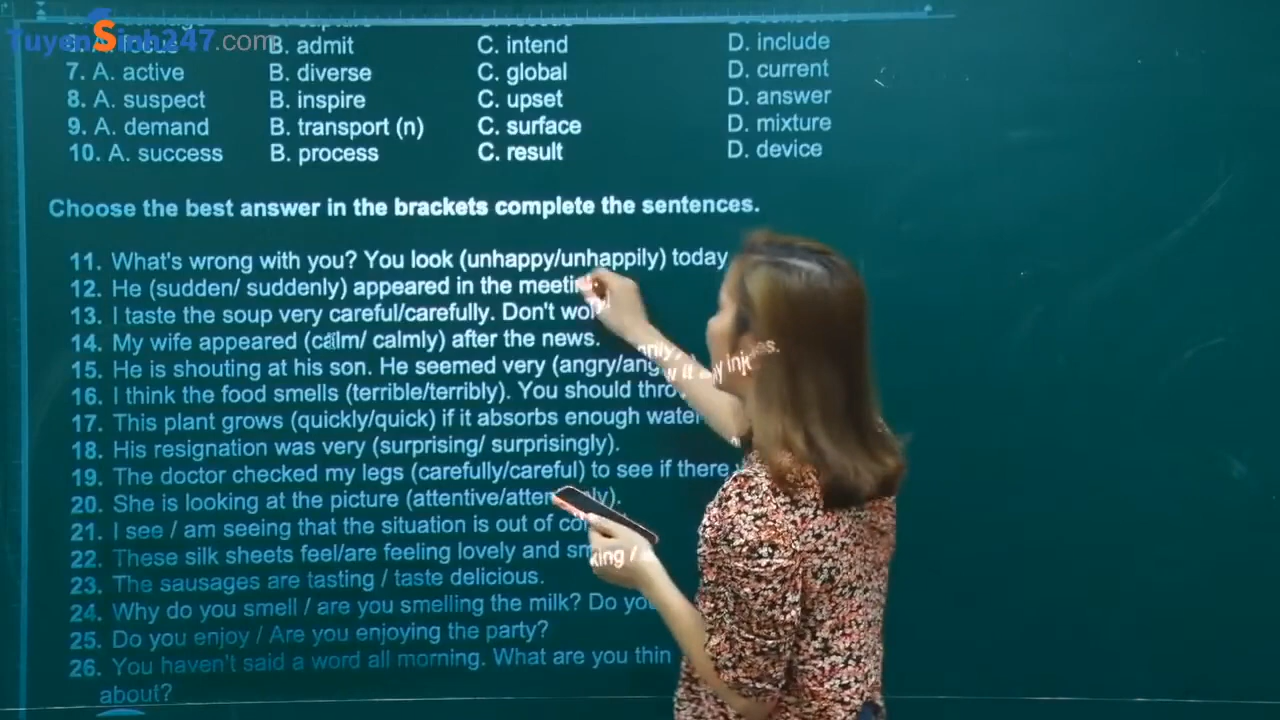 TuyenSinh247.com
B. admit C. intend D. include
7. A. active B. diverse C. global D. current
8. A. suspect B. inspire C. upset D. answer
9. A. demand B. transport (n) C. surface D. mixture
10. A. success B. process C. result D. device
Choose the best answer in the brackets complete the sentences.
11. What's wrong with you? You look (unhappy/unhappily) today
12. He (sudden/ suddenly) appeared in the
13. I taste the soup very careful/carefully. Don't
14. My wife appeared (calm/ calmly) after the news.
15. He is shouting at his son. He seemed very (angry/
16. I think the food smells (terrible/terribly). You should
17. This plant grows (quickly/quick) if it absorbs enough water
18. His resignation was very (surprising/ surprisingly).
19. The doctor checked my legs (carefully/careful) to see if there
20. She is looking at the picture (attentive/
21. I see / am seeing that the situation is out of
22. These silk sheets feel/are feeling lovely and
23. The sausages are tasting / taste delicious.
24. Why do you smell / are you smelling the milk? Do
25. Do you enjoy / Are you enjoying the party?
26. You haven't said a word all morning. What are you
about?